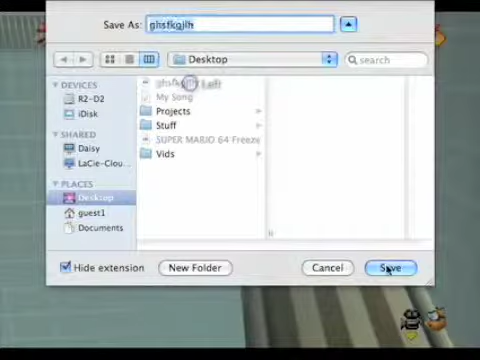 Save As: ghsfkgjlh
Desktop
search
DEVICES
R2-D2
iDisk
SHARED
Daisy
LaCie-Clou...
PLACES
Desktop
guest1
Documents
My Song
Projects
Stuff
SUPER MARIO 64 Freeze
Vids
Hide extension
New Folder
Cancel
Save